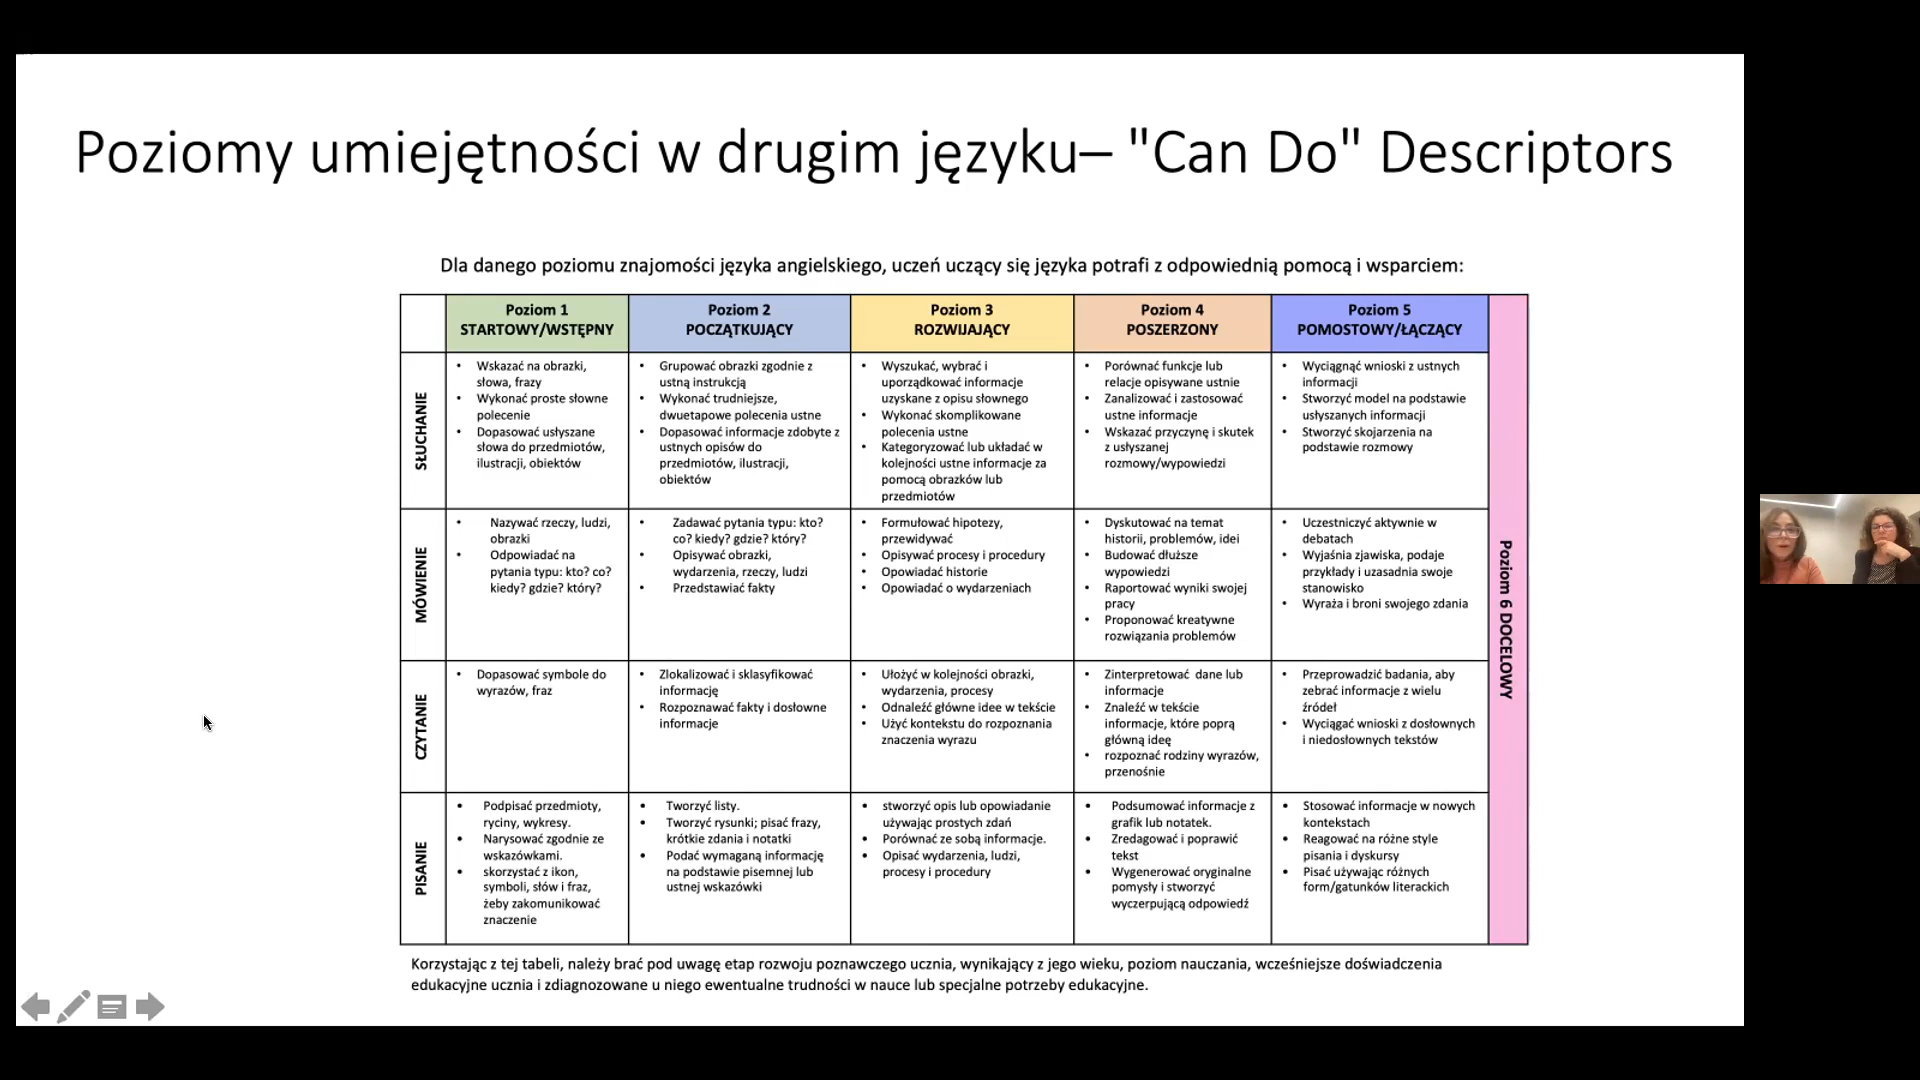 Poziomy umiejętności w drugim języku– "Can Do" Descriptors
Dla danego poziomu znajomości języka angielskiego, uczeń uczący się języka potrafi z odpowiednią pomocą i wsparciem:
Poziom 1
STARTOWY/WSTĘPNY
Poziom 2
POCZĄTKUJĄCY
Poziom 3
ROZWIJAJĄCY
Poziom 4
POSZERZONY
Poziom 5
POMOSTOWY/ŁĄCZĄCY
Poziom 6 DOCELOWY
SŁUCHANIE
• Wskazać na obrazki,
słowa, frazy
• Wykonać proste słowne
polecenie
• Dopasować usłyszane
słowa do przedmiotów,
ilustracji, obiektów
• Grupować obrazki zgodnie z
ustną instrukcją
• Wykonać trudniejsze,
dwuetapowe polecenia ustne
• Dopasować informacje zdobyte z
ustnych opisów do
przedmiotów, ilustracji,
obiektów
• Wyszukać, wybrać i
uporządkować informacje
uzyskane z opisu słownego
• Wykonać skomplikowane
polecenia ustne
• Kategoryzować lub układać w
kolejności ustne informacje za
pomocą obrazków lub
przedmiotów
• Porównać funkcje lub
relacje opisywane ustnie
• Zanalizować i zastosować
ustne informacje
• Wskazać przyczynę i skutek
z usłyszanej
rozmowy/wypowiedzi
• Wyciągnąć wnioski z ustnych
informacji
• Stworzyć model na podstawie
usłyszanych informacji
• Stworzyć skojarzenia na
podstawie rozmowy
MÓWIENIE
• Nazywać rzeczy, ludzi,
obrazki
• Odpowiadać na
pytania typu: kto? co?
kiedy? gdzie? który?
• Zadawać pytania typu: kto?
co? kiedy? gdzie? który?
• Opisywać obrazki,
wydarzenia, rzeczy, ludzi
• Przedstawiać fakty
• Formułować hipotezy,
przewidywać
• Opisywać procesy i procedury
• Opowiadać historie
• Opowiadać o wydarzeniach
• Dyskutować na temat
historii, problemów, idei
• Budować dłuższe
wypowiedzi
• Raportować wyniki swojej
pracy
• Proponować kreatywne
rozwiązania problemów
• Uczestniczyć aktywnie w
debatach
• Wyjaśnia zjawiska, podaje
przykłady i uzasadnia swoje
stanowisko
• Wyraża i broni swojego zdania
CZYTANIE
• Dopasować symbole do
wyrazów, fraz
• Zlokalizować i sklasyfikować
informację
• Rozpoznawać fakty i dosłowne
informacje
• Ułożyć w kolejności obrazki,
wydarzenia, procesy
• Odnaleźć główne idee w tekście
• Użyć kontekstu do rozpoznania
znaczenia wyrazu
• Zinterpretować dane lub
informacje
• Znaleźć w tekście
informacje, które poprą
główną ideę
• rozpoznać rodziny wyrazów,
przenośnie
• Przeprowadzić badania, aby
zebrać informacje z wielu
źródeł
• Wyciągać wnioski z dosłownych
i niedosłownych tekstów
PISANIE
• Podpisać przedmioty,
ryciny, wykresy.
• Narysować zgodnie ze
wskazówkami.
• skorzystać z ikon,
symboli, słów i fraz,
żeby zakomunikować
znaczenie
• Tworzyć listy.
• Tworzyć rysunki; pisać frazy,
krótkie zdania i notatki
• Podać wymaganą informację
na podstawie pisemnej lub
ustnej wskazówki
• stworzyć opis lub opowiadanie
używając prostych zdań
• Porównać ze sobą informacje.
• Opisać wydarzenia, ludzi,
procesy i procedury
• Podsumować informacje z
grafik lub notatek.
• Zredagować i poprawić
tekst
• Wygenerować oryginalne
pomysły i stworzyć
wyczerpującą odpowiedź
• Stosować informacje w nowych
kontekstach
• Reagować na różne style
pisania i dyskursy
• Pisać używając różnych
form/gatunków literackich
Korzystając z tej tabeli, należy brać pod uwagę etap rozwoju poznawczego ucznia, wynikający z jego wieku, poziom nauczania, wcześniejsze doświadczenia
edukacyjne ucznia i zdiagnozowane u niego ewentualne trudności w nauce lub specjalne potrzeby edukacyjne.